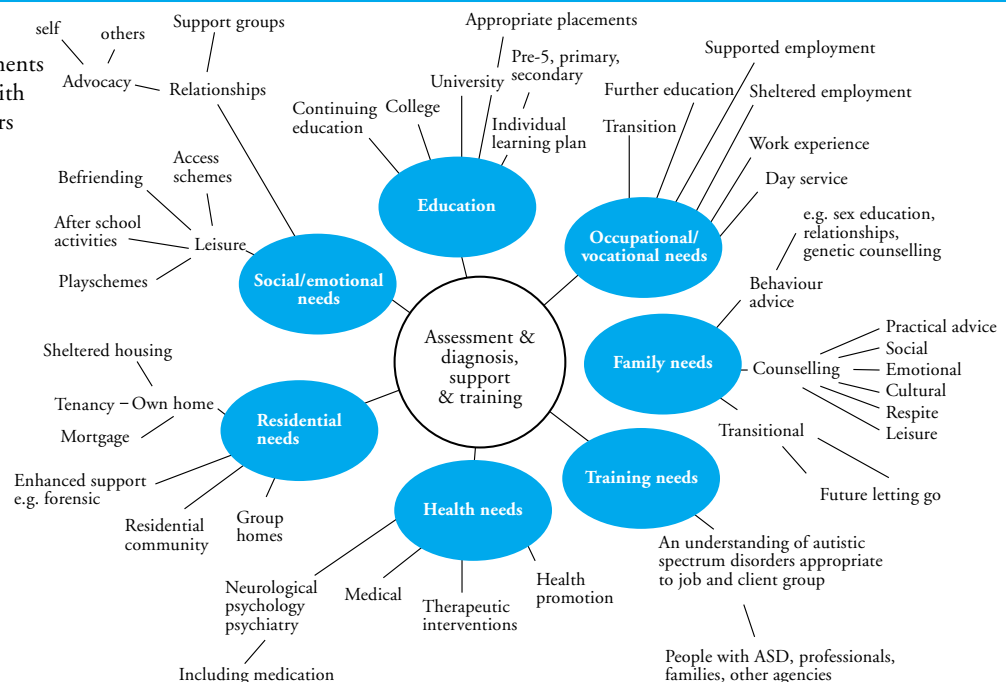 self
others
Support groups
Advocacy
Relationships
ments
ith
rs
Appropriate placements
Pre-5, primary,
secondary
University
College
Continuing
education
Individual
learning plan
Education
Supported employment
Further education
Sheltered employment
Transition
Work experience
Day service
Occupational/
vocational needs
Access
schemes
Befriending
After school
activities
Leisure
Playschemes
Social/emotional
needs
e.g. sex education,
relationships,
genetic counselling
Behaviour
advice
Family needs
Counselling
Practical advice
Social
Emotional
Cultural
Respite
Leisure
Transitional
Future letting go
Assessment &
diagnosis,
support
& training
Sheltered housing
Tenancy
Own home
Mortgage
Residential
needs
Enhanced support
e.g. forensic
Residential
community
Group
homes
Training needs
An understanding of autistic
spectrum disorders appropriate
to job and client group
People with ASD, professionals,
families, other agencies
Health needs
Neurological
psychology
psychiatry
Including medication
Medical
Therapeutic
interventions
Health
promotion